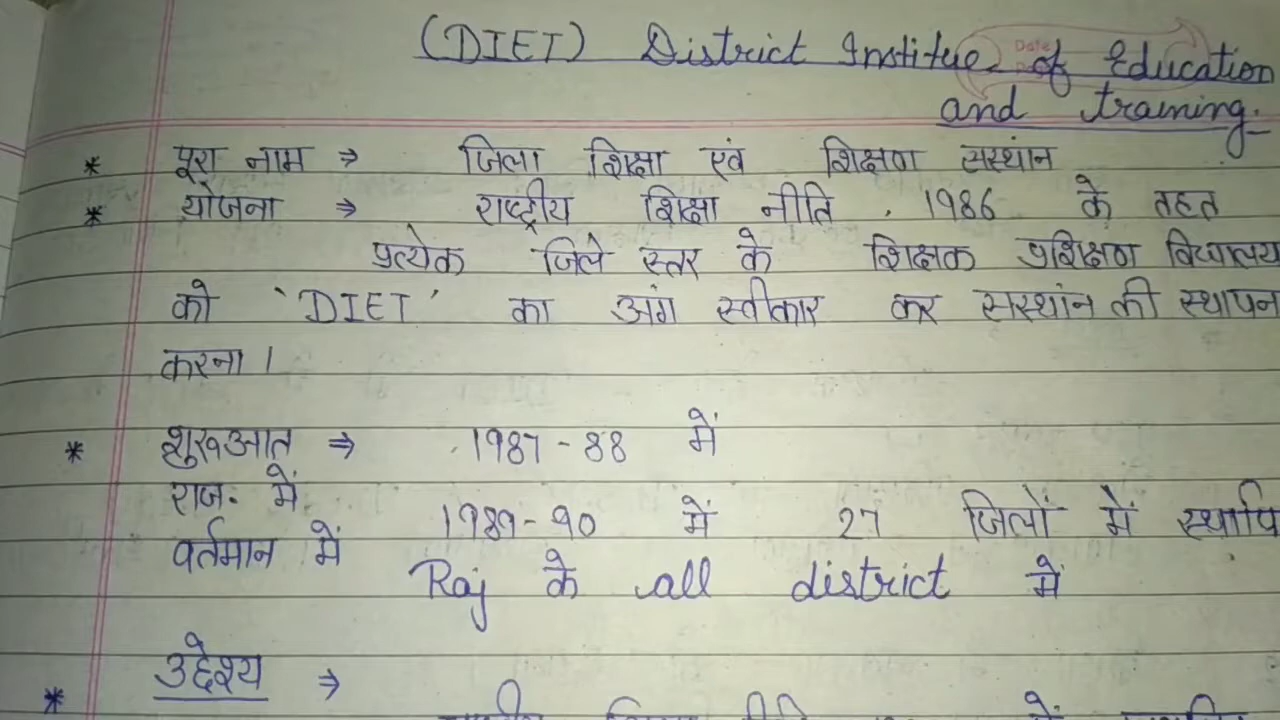 (DIET) District Institue of Education
and training.
* पूरा नाम ⇒ जिला शिक्षा एवं शिक्षण संस्थान
* योजना ⇒ राष्ट्रीय शिक्षा नीति, 1986 के तहत
प्रत्येक जिले स्तर के शिक्षक प्रशिक्षण विद्यालय
को 'DIET' का अंग स्वीकार कर संस्थान की स्थापन
करना।
* शुरुआत ⇒ 1987-88 में
राज. में
1989-90 में 27 जिलों में स्थापि
वर्तमान में
Raj के all district में
* उद्देश्य ⇒